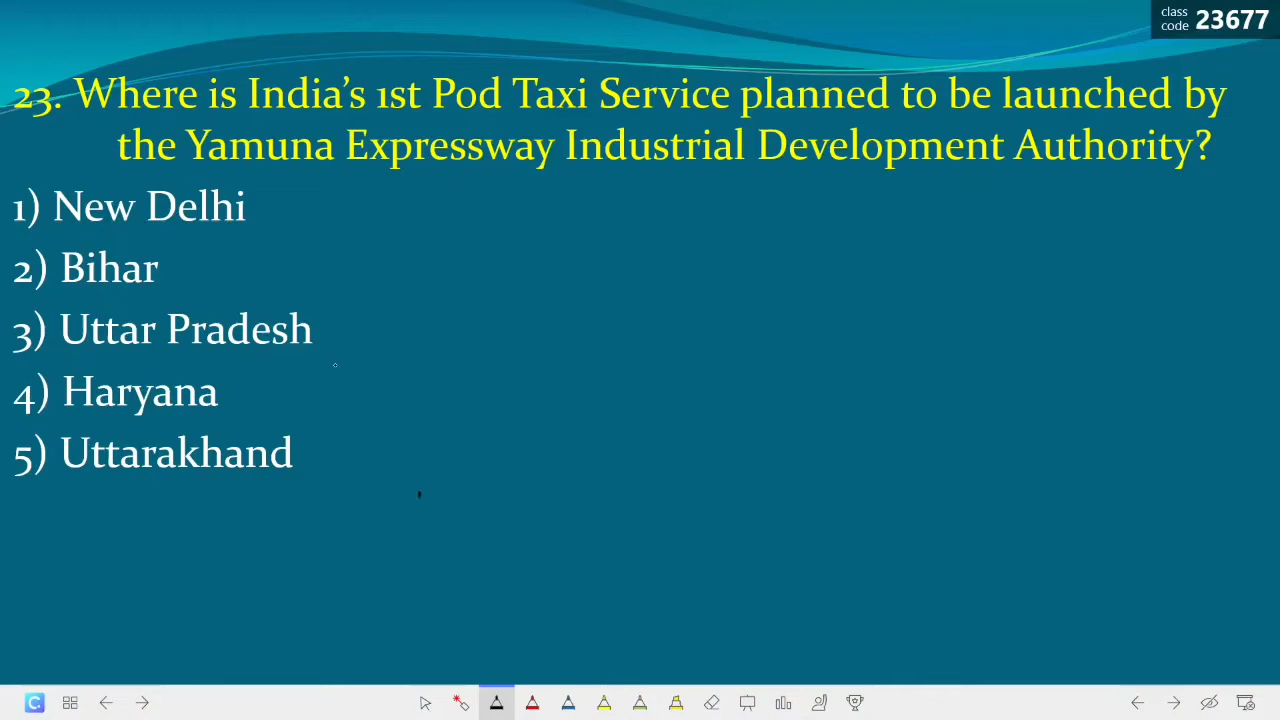 class code 23677
23. Where is India's 1st Pod Taxi Service planned to be launched by
the Yamuna Expressway Industrial Development Authority?
1) New Delhi
2) Bihar
3) Uttar Pradesh
4) Haryana
5) Uttarakhand